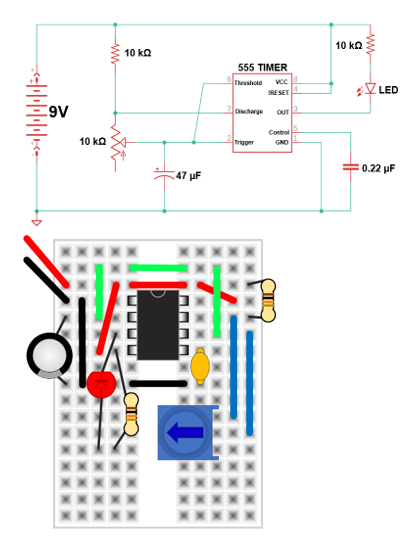 10 kΩ
10 kΩ
555 TIMER
6 Threshold VCC 8
!RESET 4
LED
9V
7 Discharge OUT 3
10 kΩ
Control 5
2 Trigger GND 1
47 µF
0.22 µF